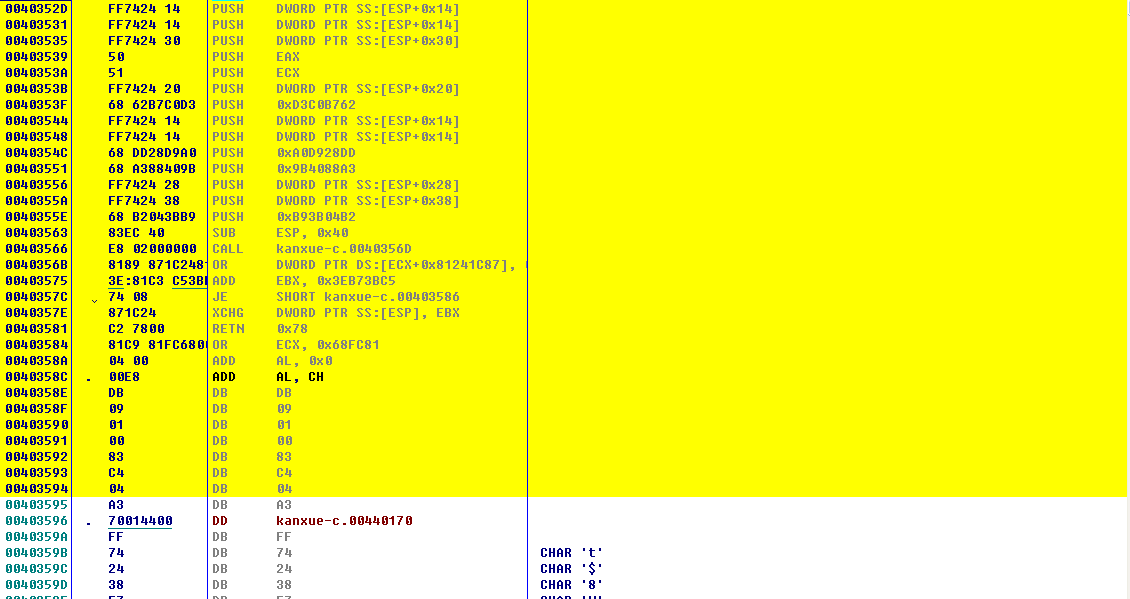 0040352D FF7424 14 PUSH DWORD PTR SS:[ESP+0x14]
00403531 FF7424 14 PUSH DWORD PTR SS:[ESP+0x14]
00403535 FF7424 30 PUSH DWORD PTR SS:[ESP+0x30]
00403539 50 PUSH EAX
0040353A 51 PUSH ECX
0040353B FF7424 20 PUSH DWORD PTR SS:[ESP+0x20]
0040353F 68 62B7C0D3 PUSH 0xD3C0B762
00403544 FF7424 14 PUSH DWORD PTR SS:[ESP+0x14]
00403548 FF7424 14 PUSH DWORD PTR SS:[ESP+0x14]
0040354C 68 DD28D9A0 PUSH 0xA0D928DD
00403551 68 A388409B PUSH 0x9B4088A3
00403556 FF7424 28 PUSH DWORD PTR SS:[ESP+0x28]
0040355A FF7424 38 PUSH DWORD PTR SS:[ESP+0x38]
0040355E 68 B2043BB9 PUSH 0xB93B04B2
00403563 83EC 40 SUB ESP, 0x40
00403566 E8 02000000 CALL kanxue-c.0040356D
0040356B 8189 871C248 OR DWORD PTR DS:[ECX+0x81241C87],
00403575 3E:81C3 C53B ADD EBX, 0x3EB73BC5
0040357C 74 08 JE SHORT kanxue-c.00403586
0040357E 871C24 XCHG DWORD PTR SS:[ESP], EBX
00403581 C2 7800 RETN 0x78
00403584 81C9 81FC680 OR ECX, 0x68FC81
0040358A 04 00 ADD AL, 0x0
0040358C . 00E8 ADD AL, CH
0040358E DB DB DB
0040358F 09 DB 09
00403590 01 DB 01
00403591 00 DB 00
00403592 83 DB 83
00403593 C4 DB C4
00403594 04 DB 04
00403595 A3 DB A3
00403596 . 70014400 DD kanxue-c.00440170
0040359A FF DB FF
0040359B 74 DB 74 CHAR 't'
0040359C 24 DB 24 CHAR '$'
0040359D 38 DB 38 CHAR '8'